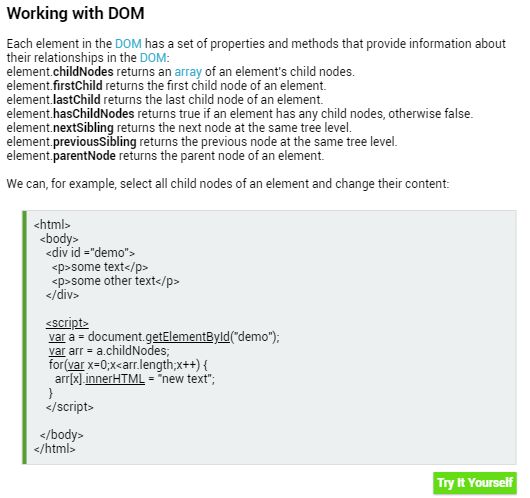 Working with DOM
Each element in the DOM has a set of properties and methods that provide information about
their relationships in the DOM:
element.childNodes returns an array of an element's child nodes.
element.firstChild returns the first child node of an element.
element.lastChild returns the last child node of an element.
element.hasChildNodes returns true if an element has any child nodes, otherwise false.
element.nextSibling returns the next node at the same tree level.
element.previousSibling returns the previous node at the same tree level.
element.parentNode returns the parent node of an element.
We can, for example, select all child nodes of an element and change their content:
<html>
<body>
<div id ="demo">
<p>some text</p>
<p>some other text</p>
</div>
<script>
var a = document.getElementById("demo");
var arr = a.childNodes;
for(var x=0;x<arr.length;x++) {
arr[x].innerHTML = "new text";
}
</script>
</body>
</html>
Try It Yourself